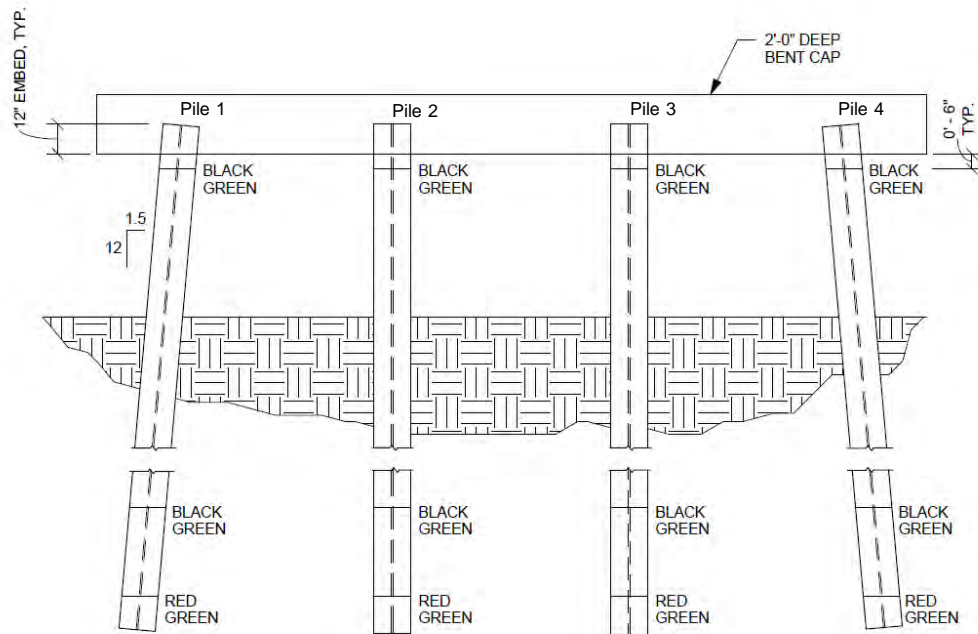 12" EMBED, TYP.
2'-0" DEEP
BENT CAP
Pile 1
Pile 2
Pile 3
Pile 4
0' - 6"
TYP.
BLACK
GREEN
BLACK
GREEN
BLACK
GREEN
BLACK
GREEN
1.5
12
BLACK
GREEN
BLACK
GREEN
BLACK
GREEN
BLACK
GREEN
RED
GREEN
RED
GREEN
RED
GREEN
RED
GREEN